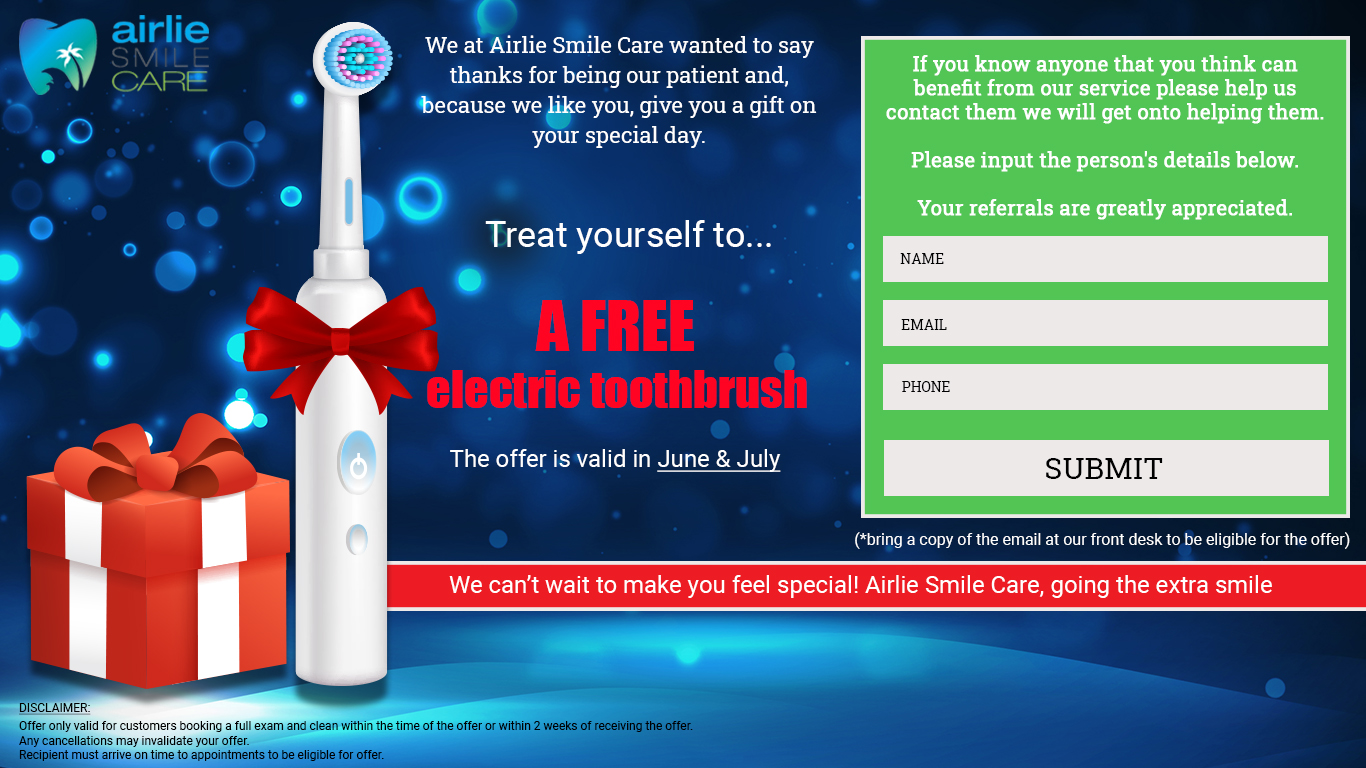 airlie
SMILE
CARE
We at Airlie Smile Care wanted to say
thanks for being our patient and,
because we like you, give you a gift on
your special day.
Treat yourself to...
A FREE
electric toothbrush
The offer is valid in June & July
If you know anyone that you think can
benefit from our service please help us
contact them we will get onto helping them.
Please input the person's details below.
Your referrals are greatly appreciated.
NAME
EMAIL
PHONE
SUBMIT
(*bring a copy of the email at our front desk to be eligible for the offer)
We can’t wait to make you feel special! Airlie Smile Care, going the extra smile
DISCLAIMER:
Offer only valid for customers booking a full exam and clean within the time of the offer or within 2 weeks of receiving the offer.
Any cancellations may invalidate your offer.
Recipient must arrive on time to appointments to be eligible for offer.